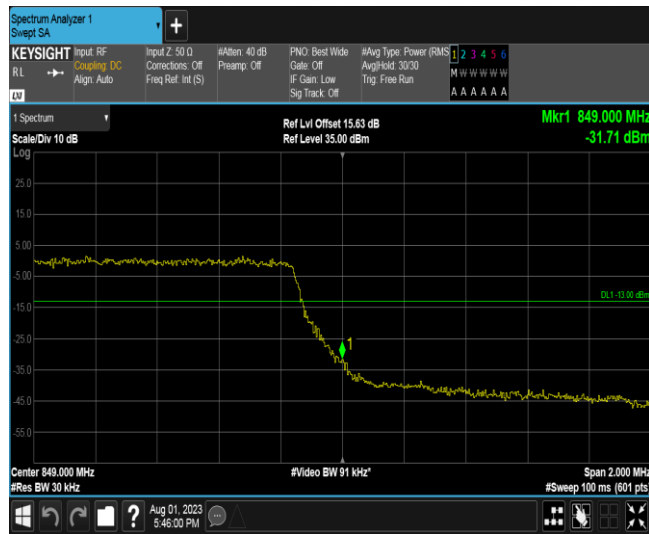 Spectrum Analyzer 1
Swept SA
+
KEYSIGHT
RL
LXI
Input: RF
Coupling: DC
Align: Auto
Input Z: 50 Ω
Corrections: Off
Freq Ref: Int (S)
#Atten: 40 dB
Preamp: Off
PNO: Best Wide
Gate: Off
IF Gain: Low
Sig Track: Off
#Avg Type: Power (RMS
Avg|Hold: 30/30
Trig: Free Run
1 2 3 4 5 6
M W W W W W
A A A A A A
1 Spectrum
Scale/Div 10 dB
Log
Ref Lvl Offset 15.63 dB
Ref Level 35.00 dBm
Mkr1 849.000 MHz
-31.71 dBm
25.0
15.0
5.00
-5.00
DL1 -13.00 dBm
-15.0
-25.0
1
-35.0
-45.0
-55.0
Center 849.000 MHz
#Res BW 30 kHz
#Video BW 91 kHz*
Span 2.000 MHz
#Sweep 100 ms (601 pts
?
Aug 01, 2023
5:46:00 PM